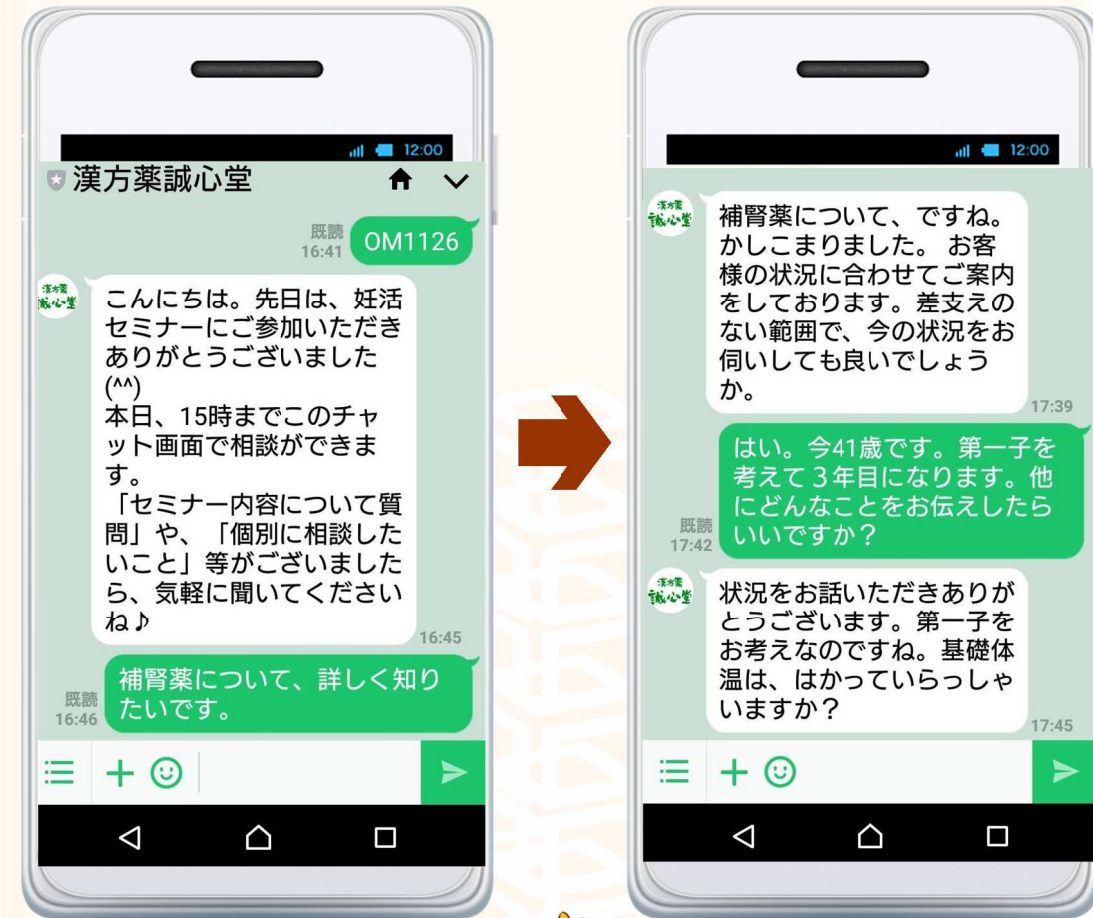 12:00
漢方薬誠心堂
既読
16:41
OM1126
漢方薬
誠心堂
こんにちは。先日は、妊活
セミナーにご参加いただき
ありがとうございました
(^^)
本日、15時までこのチャ
ット画面で相談ができま
す。
「セミナー内容について質
問」や、「個別に相談した
いこと」等がございました
ら、気軽に聞いてください
ね♪
16:45
補腎薬について、詳しく知り
たいです。
既読
16:46
12:00
漢方薬
誠心堂
補腎薬について、ですね。
かしこまりました。 お客
様の状況に合わせてご案内
をしております。差支えの
ない範囲で、今の状況をお
伺いしても良いでしょう
か。
17:39
はい。今41歳です。第一子を
考えて３年目になります。他
にどんなことをお伝えしたら
いいですか？
既読
17:42
漢方薬
誠心堂
状況をお話いただきありが
とうございます。第一子を
お考えなのですね。基礎体
温は、はかっていらっしゃ
いますか？
17:45